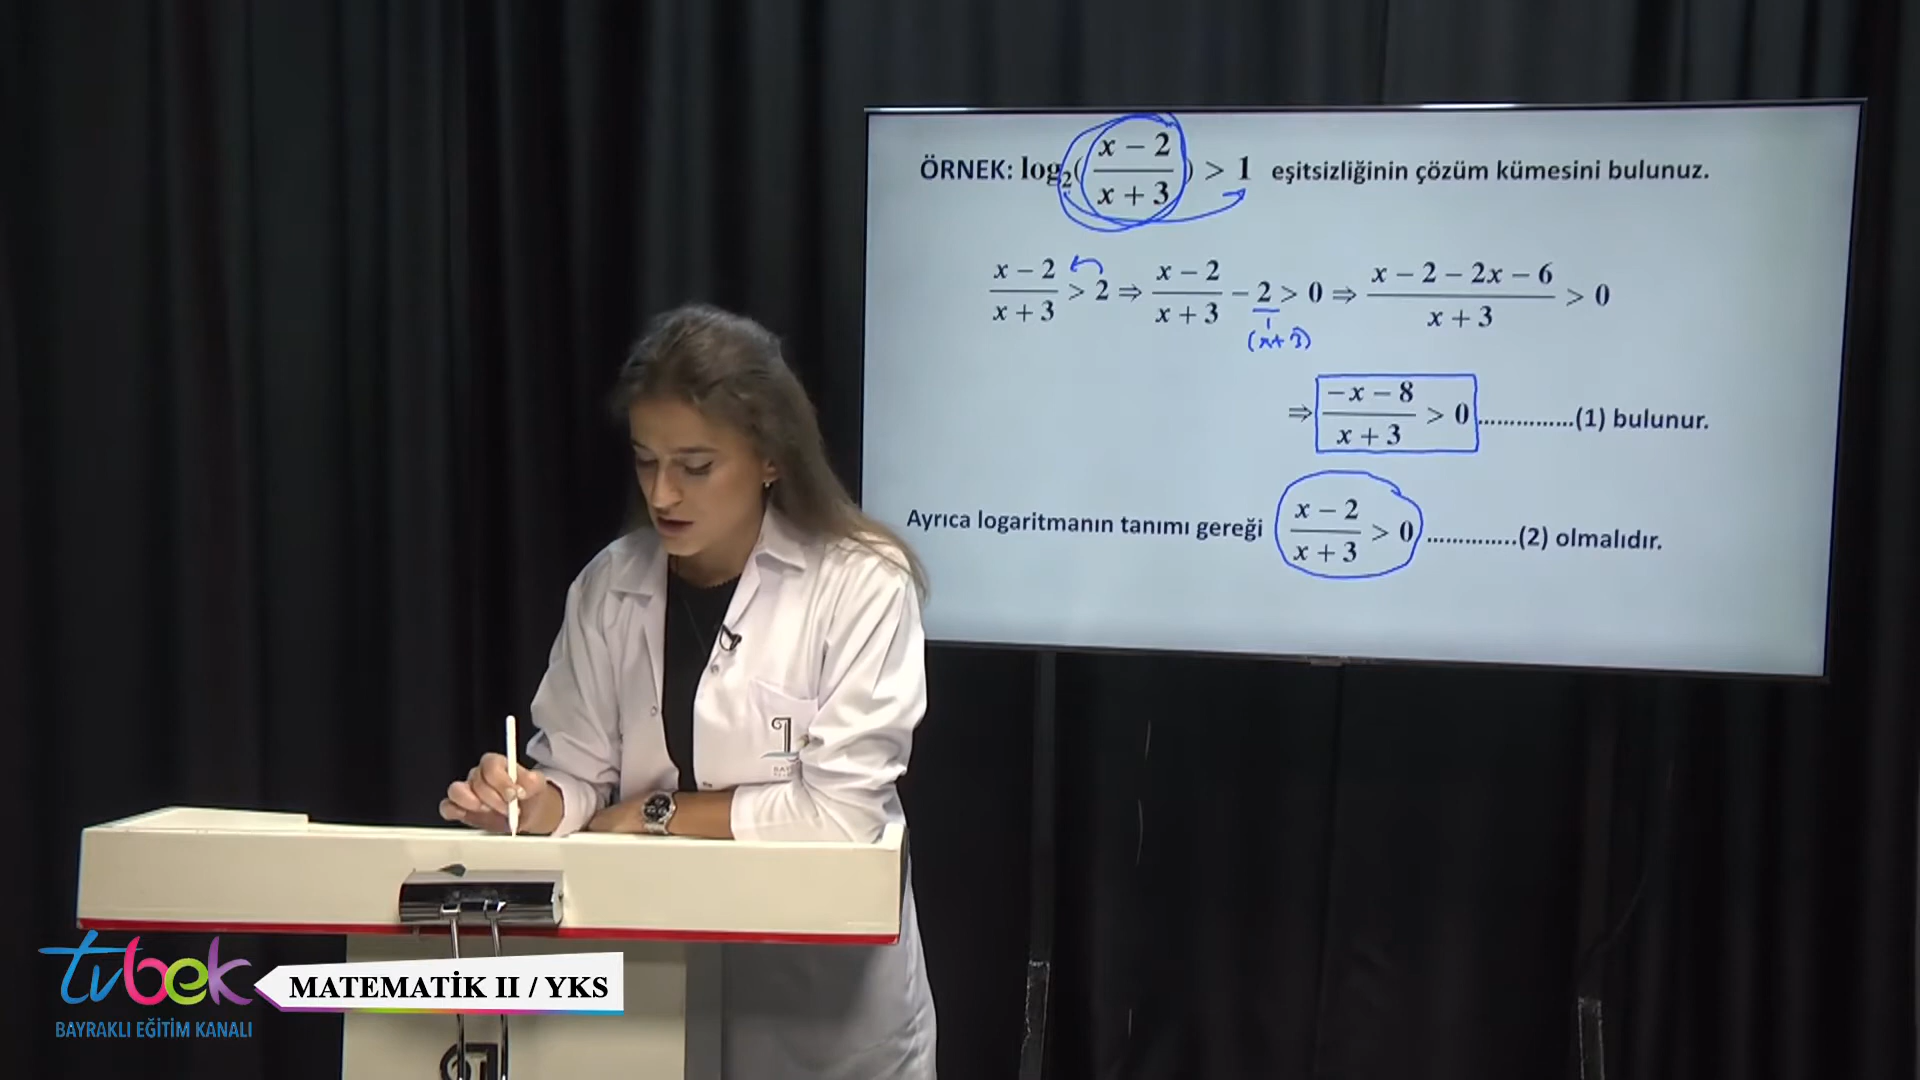 ÖRNEK: log₂((x − 2)/(x + 3)) > 1 eşitsizliğinin çözüm kümesini bulunuz.
(x − 2)/(x + 3) > 2 ⇒ (x − 2)/(x + 3) − 2 > 0 ⇒ (x − 2 − 2x − 6)/(x + 3) > 0
(x+3)
⇒ (−x − 8)/(x + 3) > 0 ...............(1) bulunur.
Ayrıca logaritmanın tanımı gereği (x − 2)/(x + 3) > 0 ..............(2) olmalıdır.
tvbek
MATEMATİK II / YKS
BAYRAKLI EĞİTİM KANALI